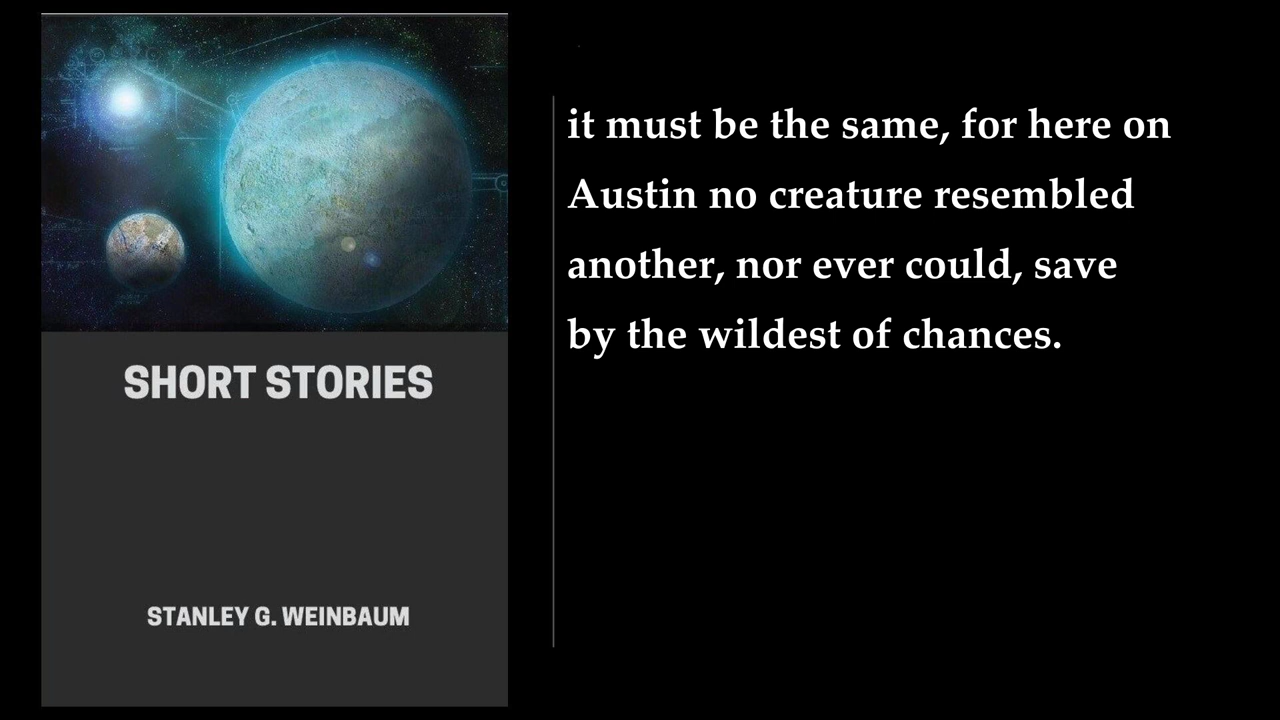 SHORT STORIES
STANLEY G. WEINBAUM
it must be the same, for here on
Austin no creature resembled
another, nor ever could, save
by the wildest of chances.